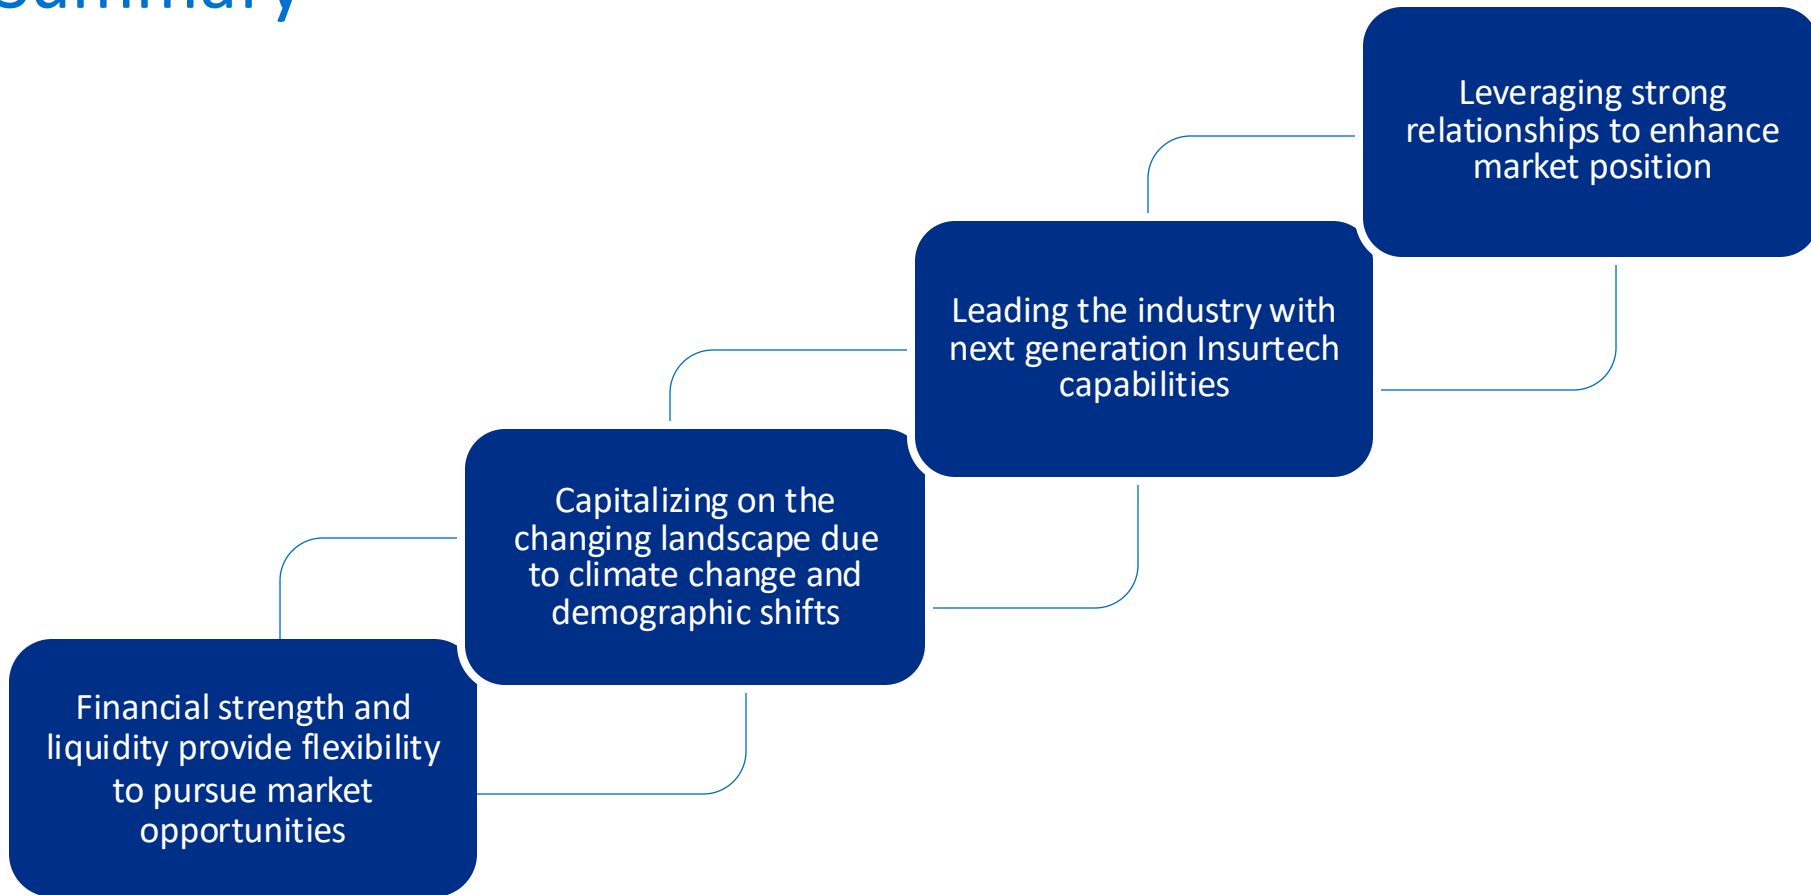 Summary
Leveraging strong
relationships to enhance
market position
Leading the industry with
next generation Insurtech
capabilities
Capitalizing on the
changing landscape due
to climate change and
demographic shifts
Financial strength and
liquidity provide flexibility
to pursue market
opportunities